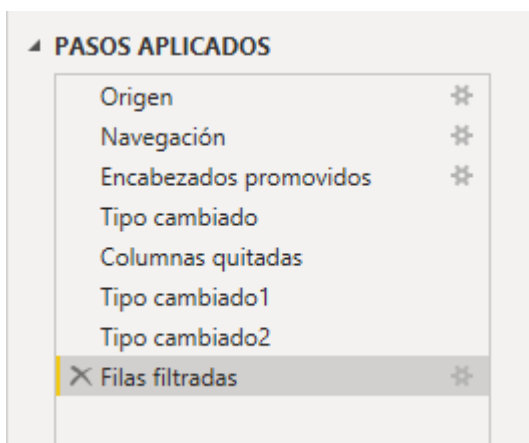 PASOS APLICADOS
Origen
Navegación
Encabezados promovidos
Tipo cambiado
Columnas quitadas
Tipo cambiado1
Tipo cambiado2
Filas filtradas